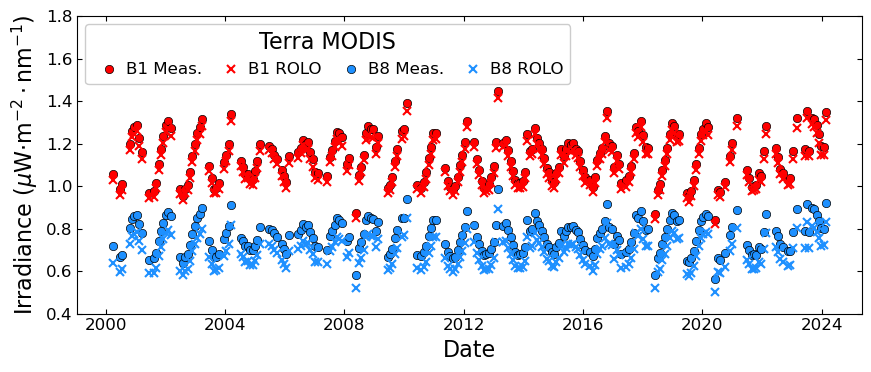 Terra MODIS
B1 Meas. B1 ROLO B8 Meas. B8 ROLO
Irradiance (μW·m⁻²·nm⁻¹)
1.8
1.6
1.4
1.2
1.0
0.8
0.6
0.4
2000 2004 2008 2012 2016 2020 2024
Date